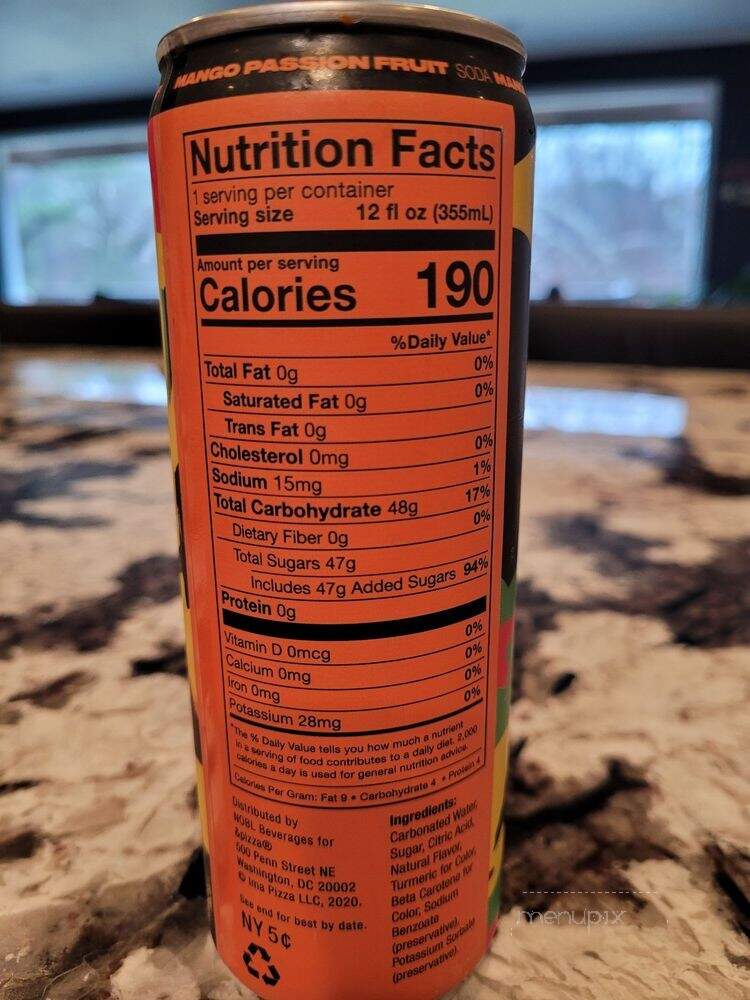 MANGO PASSION FRUIT SODA MAN
Nutrition Facts
1 serving per container
Serving size 12 fl oz (355mL)
Amount per serving
Calories 190
%Daily Value*
Total Fat 0g 0%
Saturated Fat 0g 0%
Trans Fat 0g
Cholesterol 0mg 0%
Sodium 15mg 1%
Total Carbohydrate 48g 17%
Dietary Fiber 0g 0%
Total Sugars 47g
Includes 47g Added Sugars 94%
Protein 0g
Vitamin D 0mcg 0%
Calcium 0mg 0%
Iron 0mg 0%
Potassium 28mg 0%
*The % Daily Value tells you how much a nutrient
in a serving of food contributes to a daily diet. 2,000
calories a day is used for general nutrition advice.
Calories Per Gram: Fat 9 • Carbohydrate 4 • Protein 4
Distributed by
NOBL Beverages for
&pizza®
600 Penn Street NE
Washington, DC 20002
© Ima Pizza LLC, 2020.
See end for best by date.
NY 5¢
Ingredients:
Carbonated Water,
Sugar, Citric Acid,
Natural Flavor,
Turmeric for Color,
Beta Carotene for
Color, Sodium
Benzoate
(preservative),
Potassium Sorbate
(preservative).
menupix